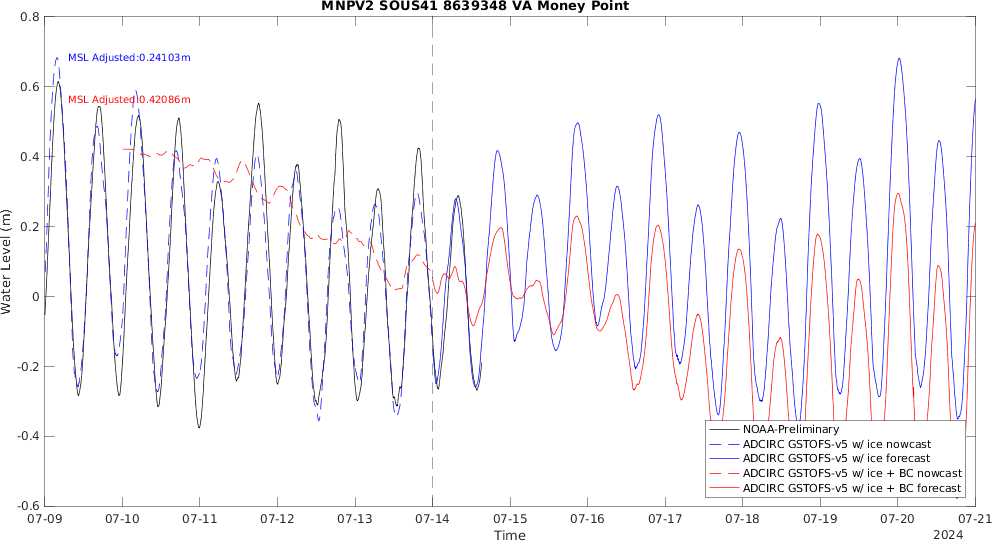 MNPV2 SOUS41 8639348 VA Money Point
0.8
0.6
0.4
0.2
0
-0.2
-0.4
-0.6
Water Level (m)
MSL Adjusted:0.24103m
MSL Adjusted:0.42086m
NOAA-Preliminary
ADCIRC GSTOFS-v5 w/ ice nowcast
ADCIRC GSTOFS-v5 w/ ice forecast
ADCIRC GSTOFS-v5 w/ ice + BC nowcast
ADCIRC GSTOFS-v5 w/ ice + BC forecast
07-09 07-10 07-11 07-12 07-13 07-14 07-15 07-16 07-17 07-18 07-19 07-20 07-21
Time
2024